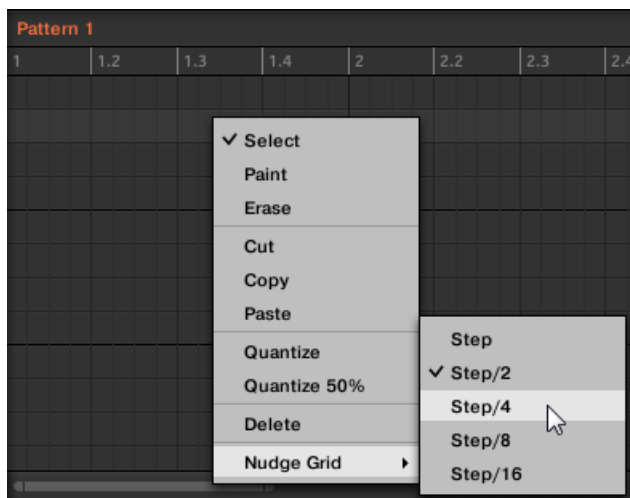 Pattern 1
1 1.2 1.3 1.4 2 2.2 2.3 2.4
Select
Paint
Erase
Cut
Copy
Paste
Quantize
Quantize 50%
Delete
Nudge Grid
Step
Step/2
Step/4
Step/8
Step/16